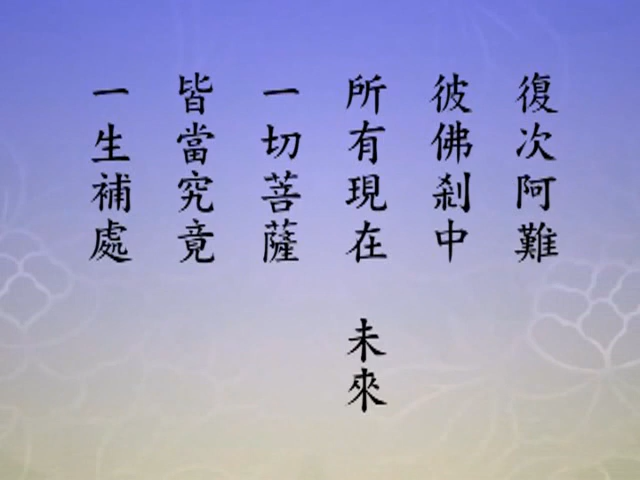 復次阿難
彼佛剎中
所有現在 未來
一切菩薩
皆當究竟
一生補處